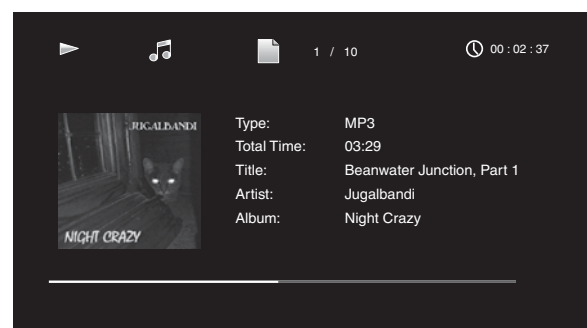 1 / 10
00 : 02 : 37
JUGALBANDI
NIGHT CRAZY
Type: MP3
Total Time: 03:29
Title: Beanwater Junction, Part 1
Artist: Jugalbandi
Album: Night Crazy